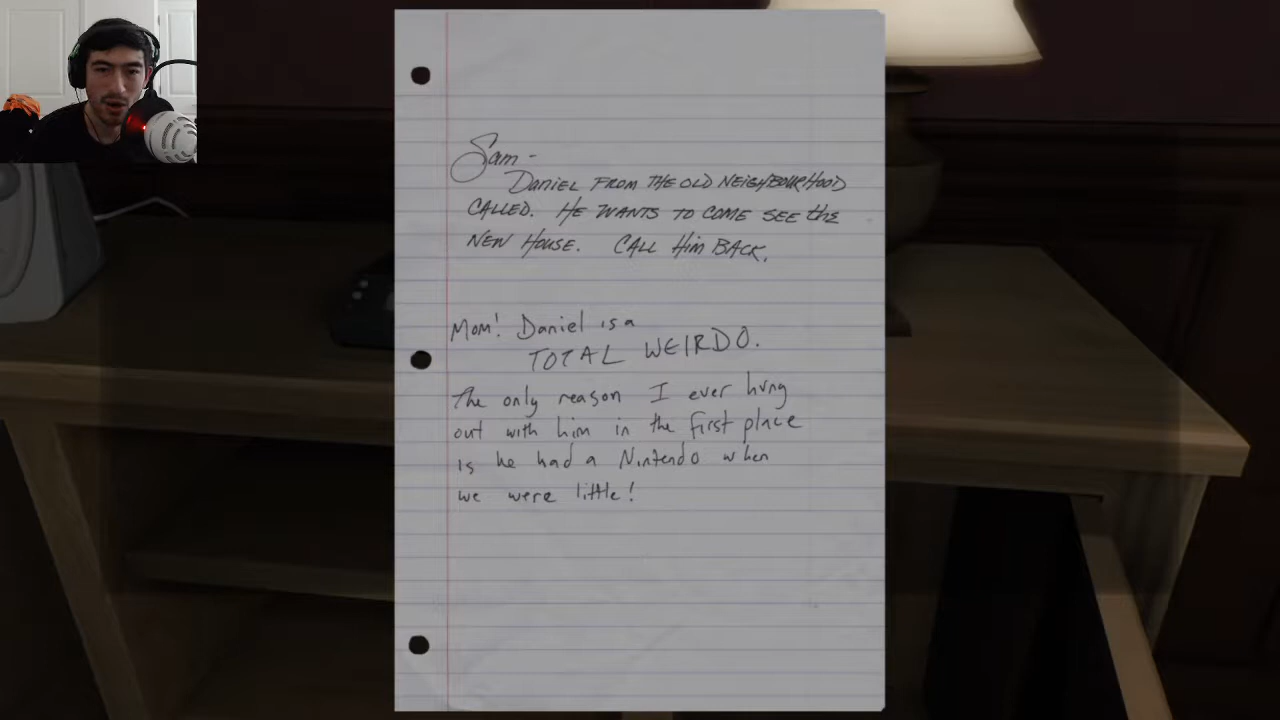 Sam -
DANIEL FROM THE OLD NEIGHBOURHOOD
CALLED. HE WANTS TO COME SEE the
NEW HOUSE. CALL HIM BACK.
Mom! Daniel is a
TOTAL WEIRDO.
The only reason I ever hung
out with him in the first place
is he had a Nintendo when
we were little!